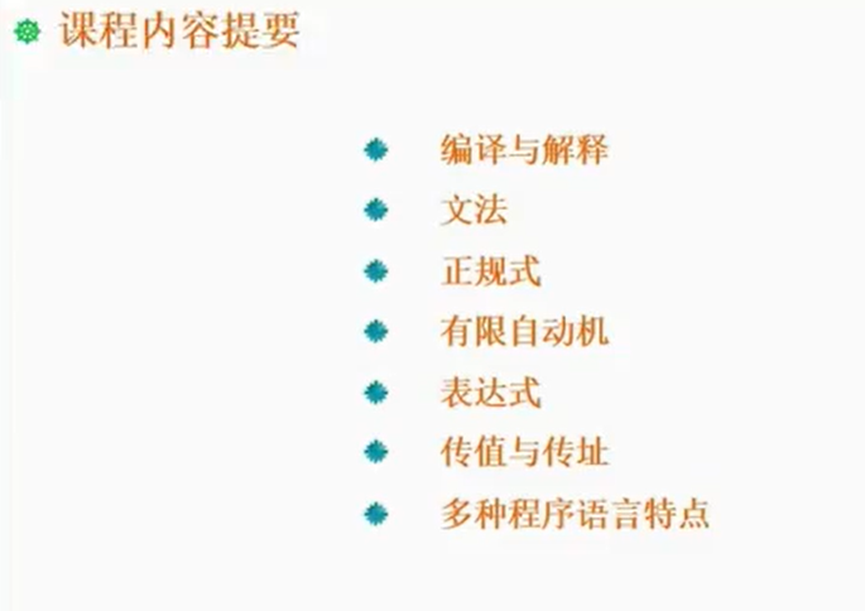 课程内容提要
编译与解释
文法
正规式
有限自动机
表达式
传值与传址
多种程序语言特点